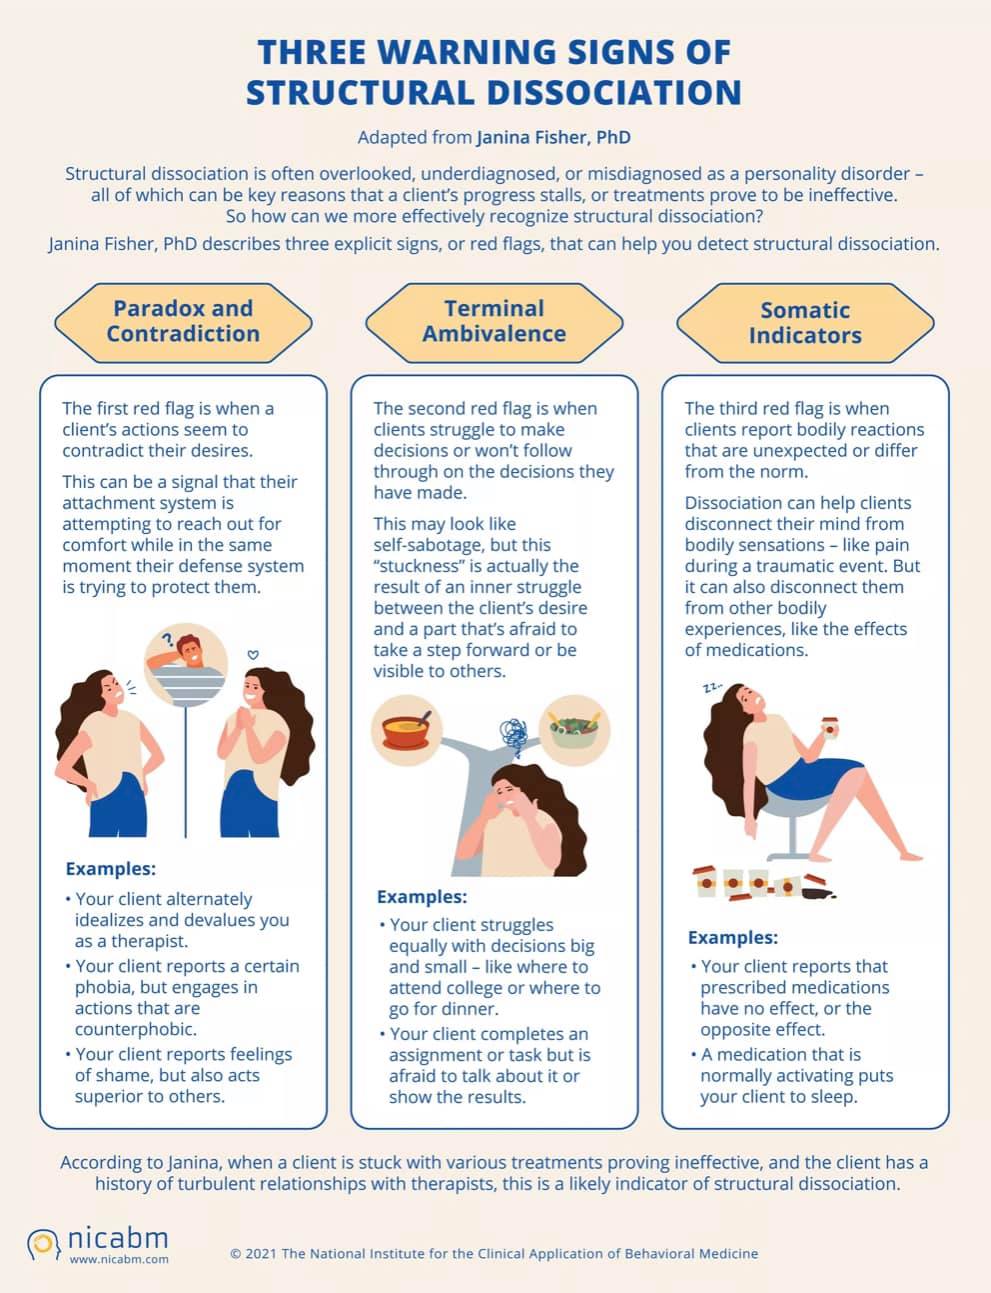 THREE WARNING SIGNS OF
STRUCTURAL DISSOCIATION
Adapted from Janina Fisher, PhD
Structural dissociation is often overlooked, underdiagnosed, or misdiagnosed as a personality disorder –
all of which can be key reasons that a client's progress stalls, or treatments prove to be ineffective.
So how can we more effectively recognize structural dissociation?
Janina Fisher, PhD describes three explicit signs, or red flags, that can help you detect structural dissociation.
Paradox and
Contradiction
The first red flag is when a
client's actions seem to
contradict their desires.
This can be a signal that their
attachment system is
attempting to reach out for
comfort while in the same
moment their defense system
is trying to protect them.
?
Examples:
• Your client alternately
idealizes and devalues you
as a therapist.
• Your client reports a certain
phobia, but engages in
actions that are
counterphobic.
• Your client reports feelings
of shame, but also acts
superior to others.
Terminal
Ambivalence
The second red flag is when
clients struggle to make
decisions or won't follow
through on the decisions they
have made.
This may look like
self-sabotage, but this
"stuckness" is actually the
result of an inner struggle
between the client's desire
and a part that's afraid to
take a step forward or be
visible to others.
Examples:
• Your client struggles
equally with decisions big
and small – like where to
attend college or where to
go for dinner.
• Your client completes an
assignment or task but is
afraid to talk about it or
show the results.
Somatic
Indicators
The third red flag is when
clients report bodily reactions
that are unexpected or differ
from the norm.
Dissociation can help clients
disconnect their mind from
bodily sensations – like pain
during a traumatic event. But
it can also disconnect them
from other bodily
experiences, like the effects
of medications.
zz..
Examples:
• Your client reports that
prescribed medications
have no effect, or the
opposite effect.
• A medication that is
normally activating puts
your client to sleep.
According to Janina, when a client is stuck with various treatments proving ineffective, and the client has a
history of turbulent relationships with therapists, this is a likely indicator of structural dissociation.
nicabm
www.nicabm.com
© 2021 The National Institute for the Clinical Application of Behavioral Medicine